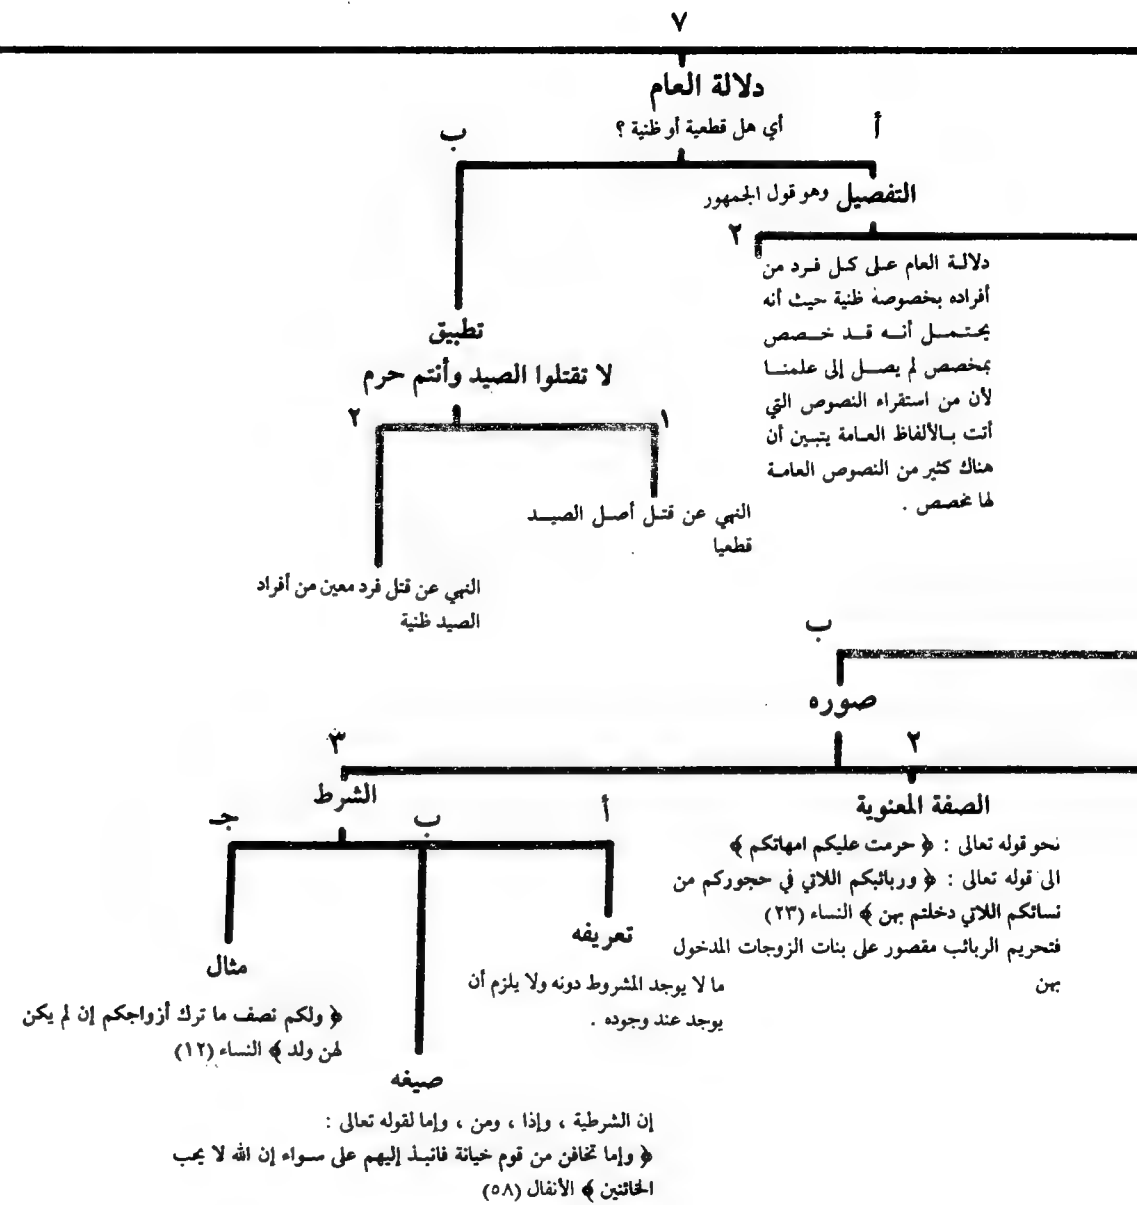 ٧
دلالة العام
أي هل قطعية أو ظنية ؟
أ
ب
التفصيل وهو قول الجمهور
٢
دلالة العام على كل فرد من
أفراده بخصوصه ظنية حيث أنه
يحتمل أنه قد خصص
بمخصص لم يصل إلى علمنا
لأن من استقراء النصوص التي
أتت بالألفاظ العامة يتبين أن
هناك كثير من النصوص العامة
لها مخصص .
تطبيق
لا تقتلوا الصيد وأنتم حرم
١
٢
النهي عن قتل أصل الصيد
قطعيا
النهي عن قتل فرد معين من أفراد
الصيد ظنية
ب
صوره
٢
٣
الصفة المعنوية
نحو قوله تعالى : ﴿ حرمت عليكم امهاتكم ﴾
الى قوله تعالى : ﴿ وربائبكم اللاتي في حجوركم من
نسائكم اللاتي دخلتم بهن ﴾ النساء (٢٣)
فتحريم الربائب مقصور على بنات الزوجات المدخول
بهن
الشرط
أ
ب
جـ
تعريفه
ما لا يوجد المشروط دونه ولا يلزم أن
يوجد عند وجوده .
صيغه
إن الشرطية ، وإذا ، ومن ، وإما لقوله تعالى :
﴿ وإما تخافن من قوم خيانة فانبذ إليهم على سواء إن الله لا يحب
الخائنين ﴾ الأنفال (٥٨)
مثال
﴿ ولكم نصف ما ترك أزواجكم إن لم يكن
لهن ولد ﴾ النساء (١٢)